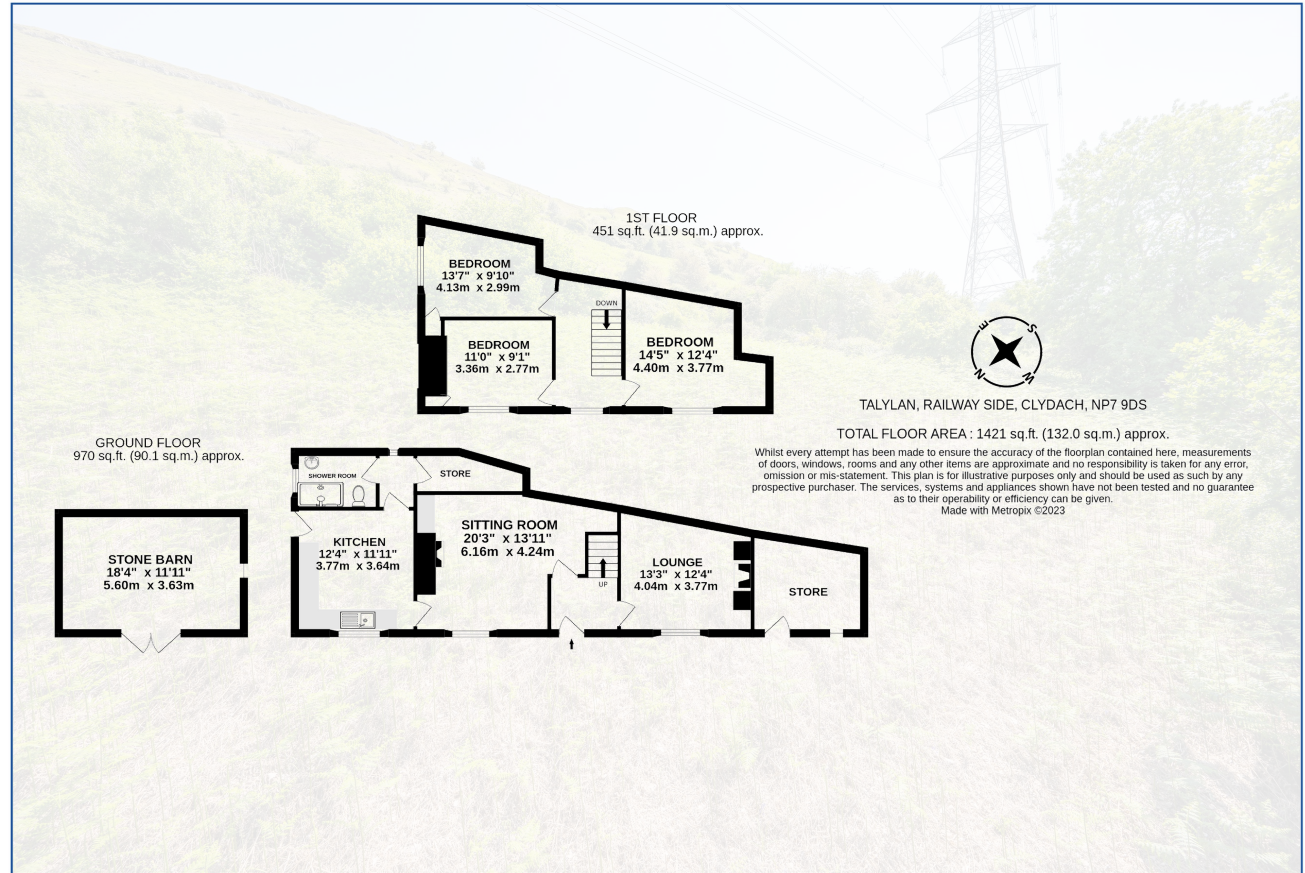 1ST FLOOR
451 sq.ft. (41.9 sq.m.) approx.
BEDROOM
13'7" x 9'10"
4.13m x 2.99m
DOWN
BEDROOM
11'0" x 9'1"
3.36m x 2.77m
BEDROOM
14'5" x 12'4"
4.40m x 3.77m
E
S
N
W
TALYLAN, RAILWAY SIDE, CLYDACH, NP7 9DS
TOTAL FLOOR AREA : 1421 sq.ft. (132.0 sq.m.) approx.
Whilst every attempt has been made to ensure the accuracy of the floorplan contained here, measurements
of doors, windows, rooms and any other items are approximate and no responsibility is taken for any error,
omission or mis-statement. This plan is for illustrative purposes only and should be used as such by any
prospective purchaser. The services, systems and appliances shown have not been tested and no guarantee
as to their operability or efficiency can be given.
Made with Metropix ©2023
GROUND FLOOR
970 sq.ft. (90.1 sq.m.) approx.
SHOWER ROOM
STORE
STONE BARN
18'4" x 11'11"
5.60m x 3.63m
KITCHEN
12'4" x 11'11"
3.77m x 3.64m
SITTING ROOM
20'3" x 13'11"
6.16m x 4.24m
UP
LOUNGE
13'3" x 12'4"
4.04m x 3.77m
STORE